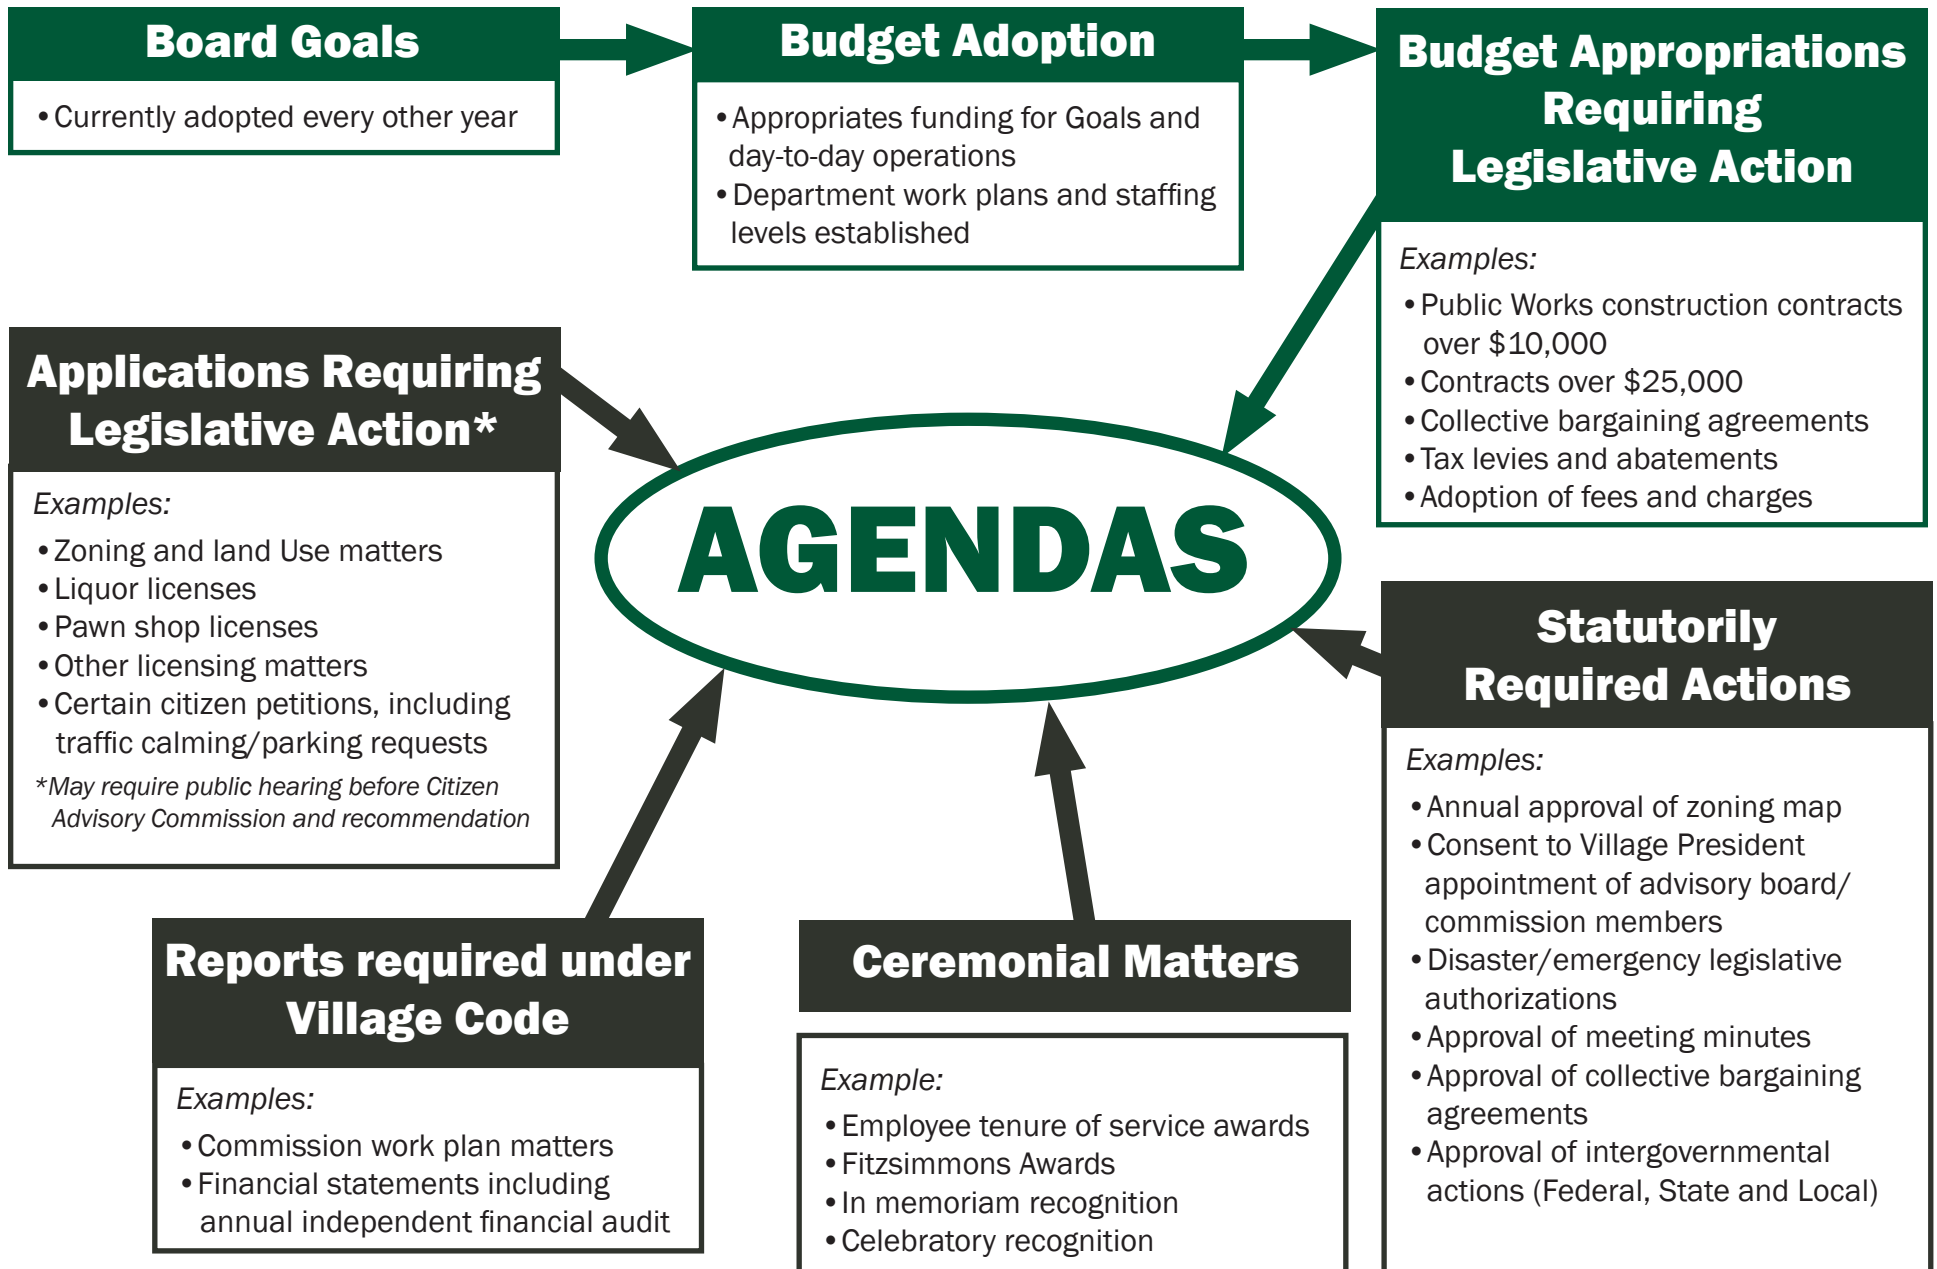 Board Goals
•Currently adopted every other year
Budget Adoption
•Appropriates funding for Goals and
day-to-day operations
•Department work plans and staffing
levels established
Budget Appropriations
Requiring
Legislative Action
Examples:
•Public Works construction contracts
over $10,000
•Contracts over $25,000
•Collective bargaining agreements
•Tax levies and abatements
•Adoption of fees and charges
Applications Requiring
Legislative Action*
Examples:
•Zoning and land Use matters
•Liquor licenses
•Pawn shop licenses
•Other licensing matters
•Certain citizen petitions, including
traffic calming/parking requests
*May require public hearing before Citizen
Advisory Commission and recommendation
AGENDAS
Statutorily
Required Actions
Examples:
•Annual approval of zoning map
•Consent to Village President
appointment of advisory board/
commission members
•Disaster/emergency legislative
authorizations
•Approval of meeting minutes
•Approval of collective bargaining
agreements
•Approval of intergovernmental
actions (Federal, State and Local)
Reports required under
Village Code
Examples:
•Commission work plan matters
•Financial statements including
annual independent financial audit
Ceremonial Matters
Example:
•Employee tenure of service awards
•Fitzsimmons Awards
•In memoriam recognition
•Celebratory recognition